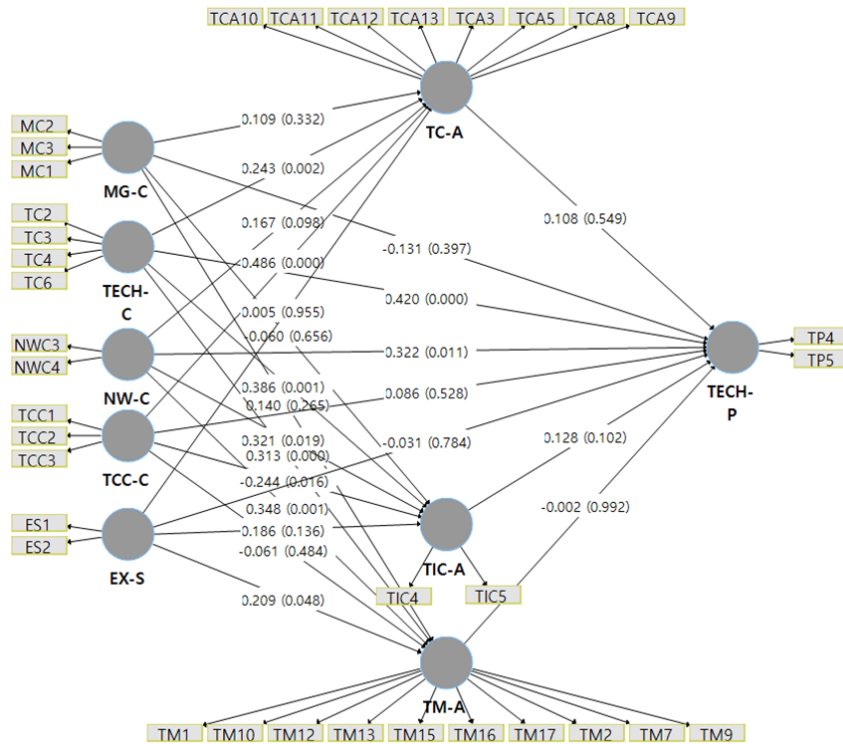 TCA10 TCA11 TCA12 TCA13 TCA3 TCA5 TCA8 TCA9
TC-A
MC2
MC3
MC1
MG-C
TC2
TC3
TC4
TC6
TECH-
C
NWC3
NWC4
NW-C
TCC1
TCC2
TCC3
TCC-C
ES1
ES2
EX-S
0.109 (0.332)
0.243 (0.002)
0.167 (0.098)
0.486 (0.000)
0.005 (0.955)
-0.060 (0.656)
0.386 (0.001)
0.140 (0.265)
0.321 (0.019)
0.313 (0.000)
-0.244 (0.016)
0.348 (0.001)
0.186 (0.136)
-0.061 (0.484)
0.209 (0.048)
0.108 (0.549)
-0.131 (0.397)
0.420 (0.000)
0.322 (0.011)
0.086 (0.528)
-0.031 (0.784)
0.128 (0.102)
-0.002 (0.992)
TECH-
P
TP4
TP5
TIC-A
TIC4 TIC5
TM-A
TM1 TM10 TM12 TM13 TM15 TM16 TM17 TM2 TM7 TM9